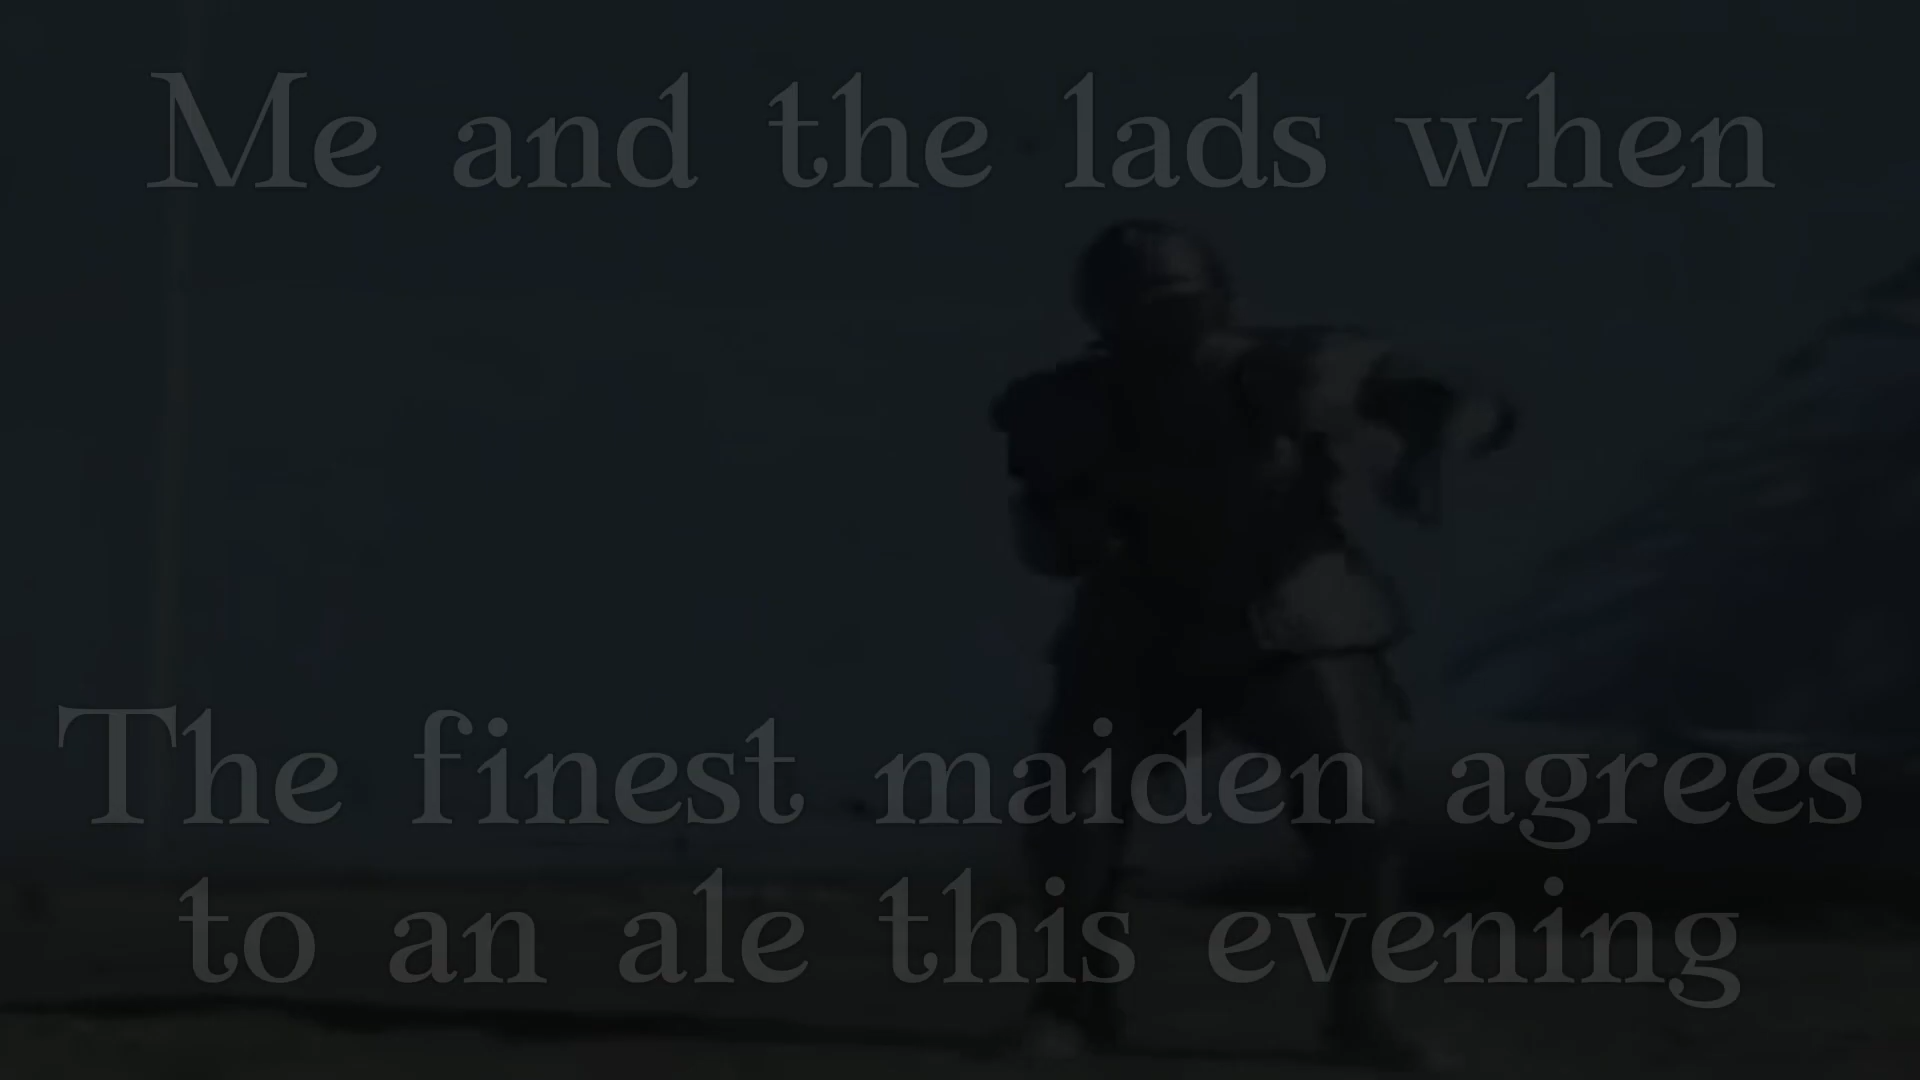 Me and the lads when
The finest maiden agrees
to an ale this evening